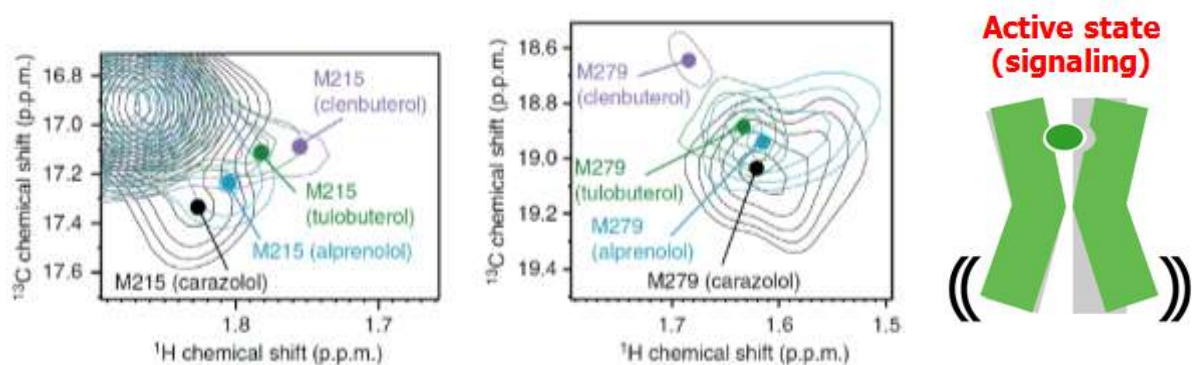 16.8
17.0
17.2
17.4
17.6
¹³C chemical shift (p.p.m.)
M215
(clenbuterol)
M215
(tulobuterol)
M215 (alprenolol)
M215 (carazolol)
1.8
1.7
¹H chemical shift (p.p.m.)
18.6
18.8
19.0
19.2
19.4
¹³C chemical shift (p.p.m.)
M279
(clenbuterol)
M279
(tulobuterol)
M279
(alprenolol)
M279 (carazolol)
1.7
1.6
1.5
¹H chemical shift (p.p.m.)
Active state
(signaling)